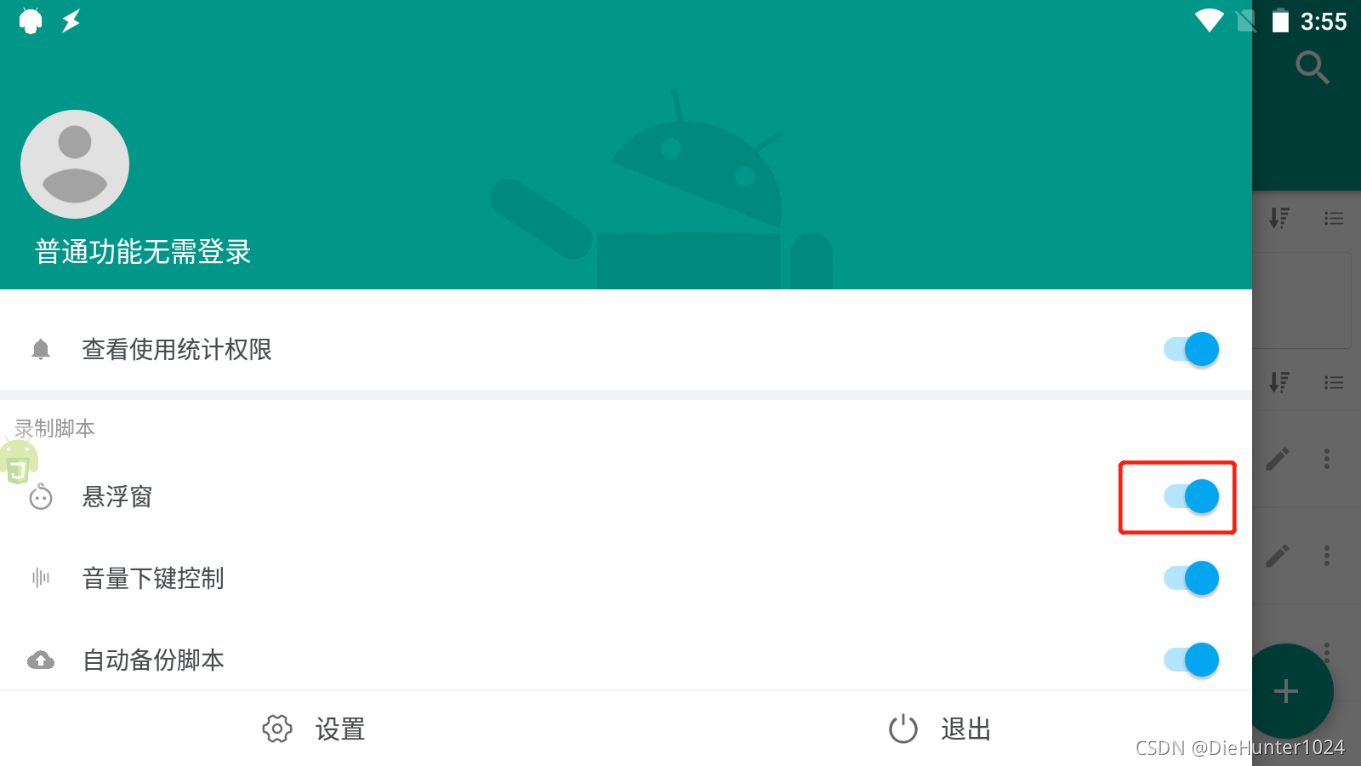 3:55
普通功能无需登录
查看使用统计权限
录制脚本
J
悬浮窗
音量下键控制
自动备份脚本
设置
退出
CSDN @DieHunter1024